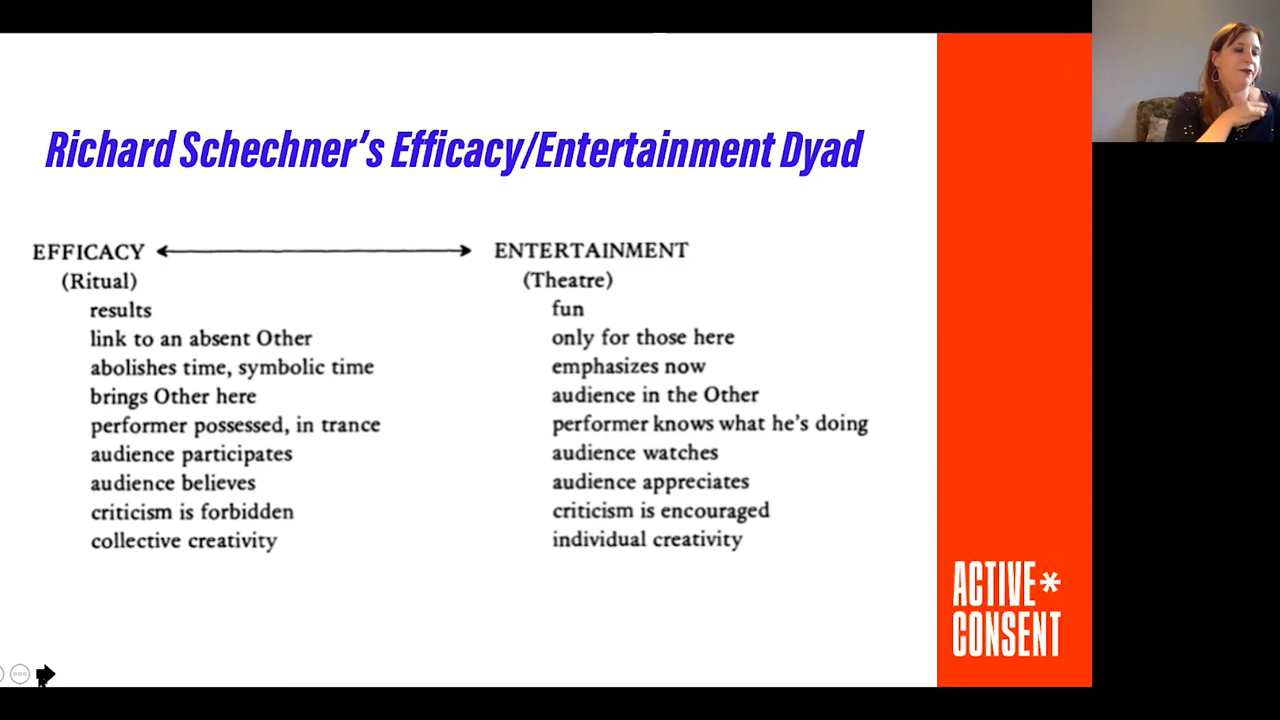 Richard Schechner‘s Efficacy/Entertainment Dyad
EFFICACY ENTERTAINMENT
(Ritual) (Theatre)
results fun
link to an absent Other only for those here
abolishes time, symbolic time emphasizes now
brings Other here audience in the Other
performer possessed, in trance performer knows what he's doing
audience participates audience watches
audience believes audience appreciates
criticism is forbidden criticism is encouraged
collective creativity individual creativity
ACTIVE*
CONSENT